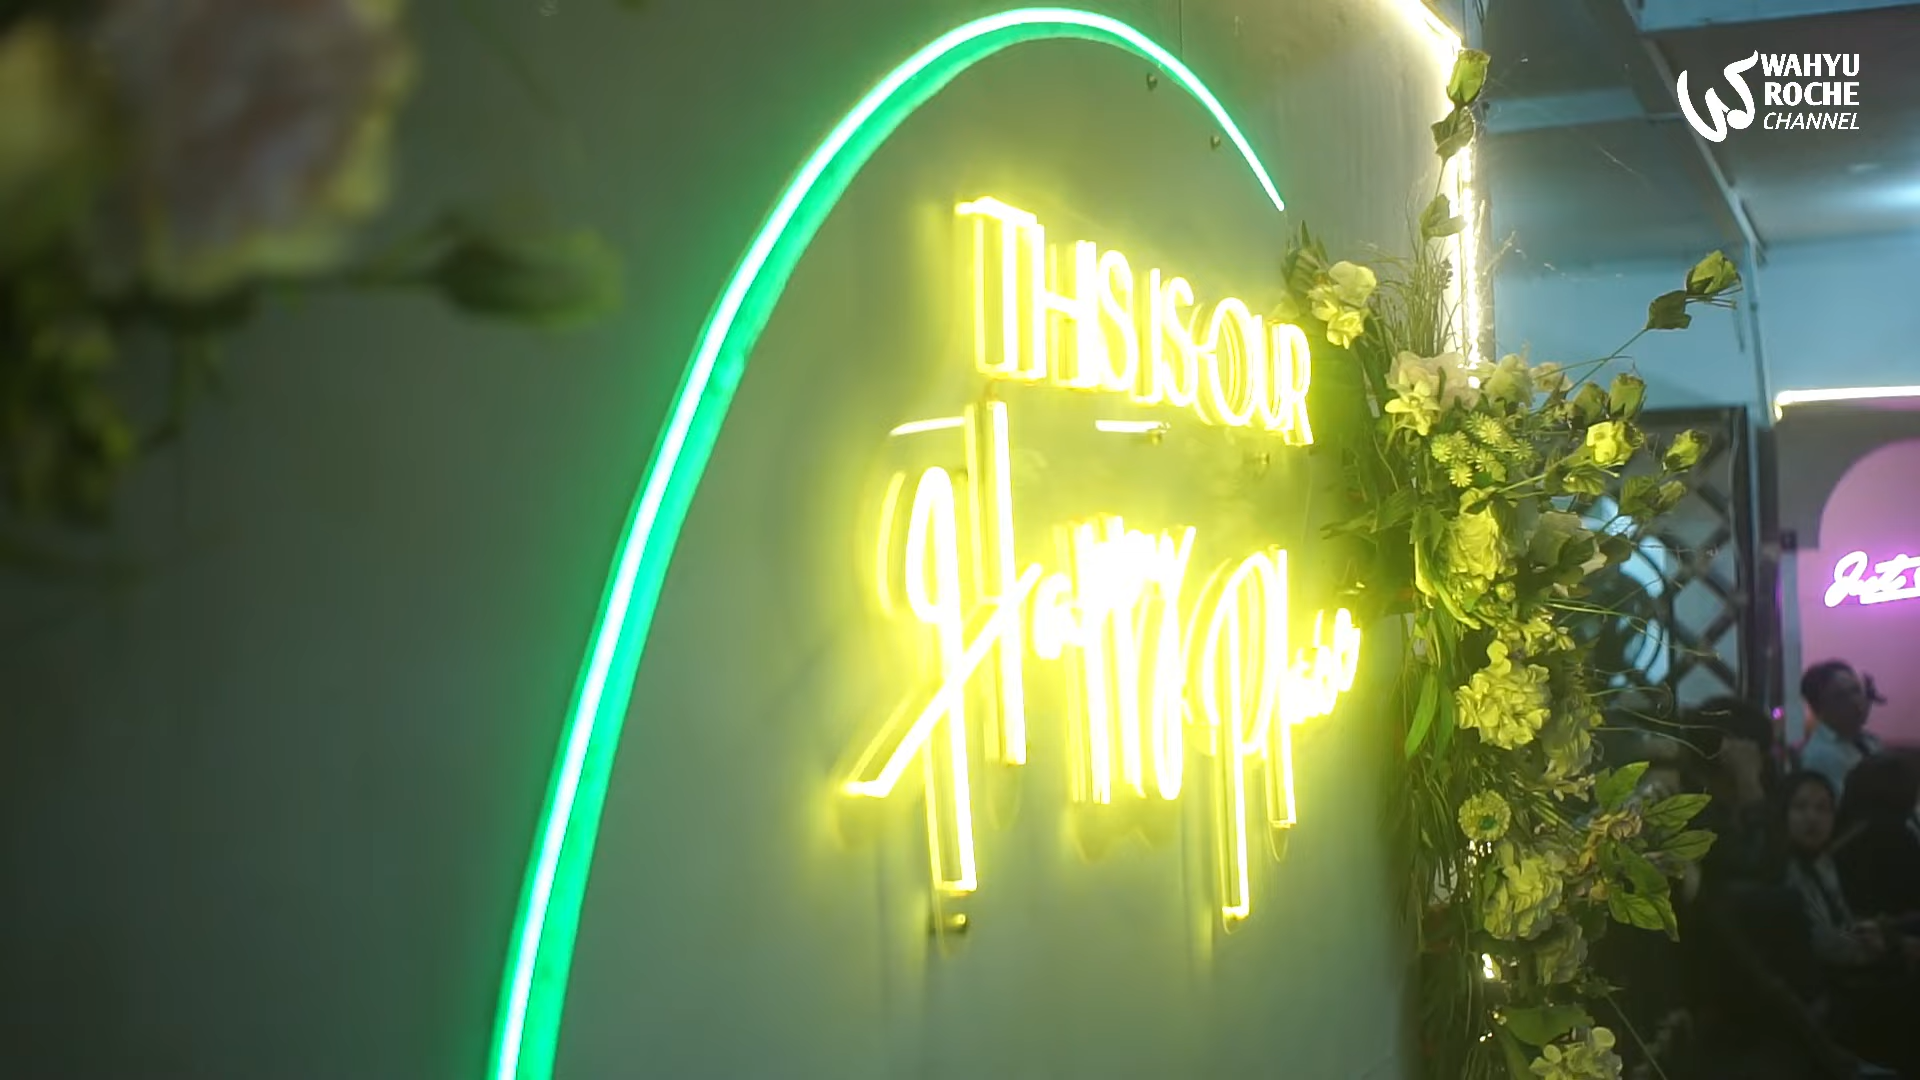 WAHYU
ROCHE
CHANNEL
THIS IS OUR
Happy Place